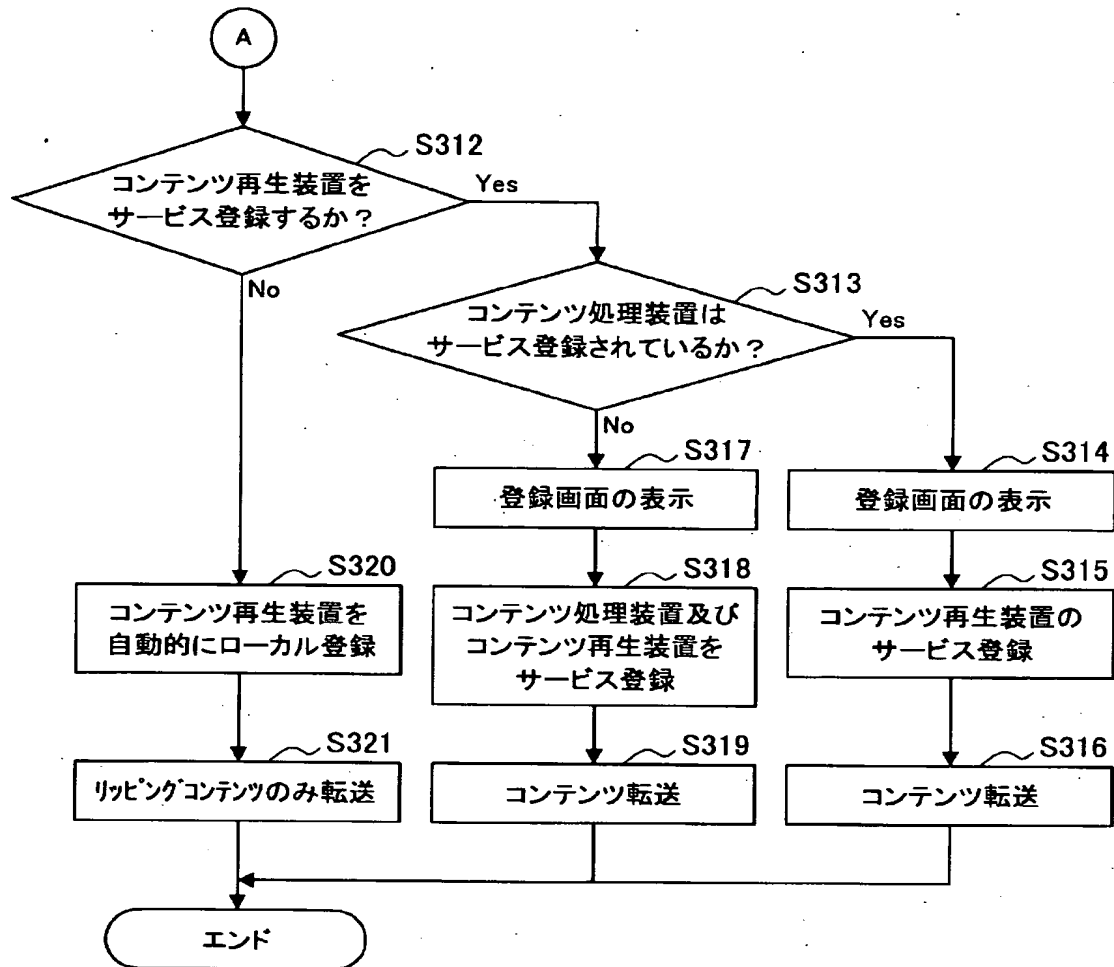 A
S312
コンテンツ再生装置を
サービス登録するか？
Yes
No
S313
コンテンツ処理装置は
サービス登録されているか？
Yes
No
S317
登録画面の表示
S314
登録画面の表示
S320
コンテンツ再生装置を
自動的にローカル登録
S318
コンテンツ処理装置及び
コンテンツ再生装置を
サービス登録
S315
コンテンツ再生装置の
サービス登録
S321
リッピングコンテンツのみ転送
S319
コンテンツ転送
S316
コンテンツ転送
エンド